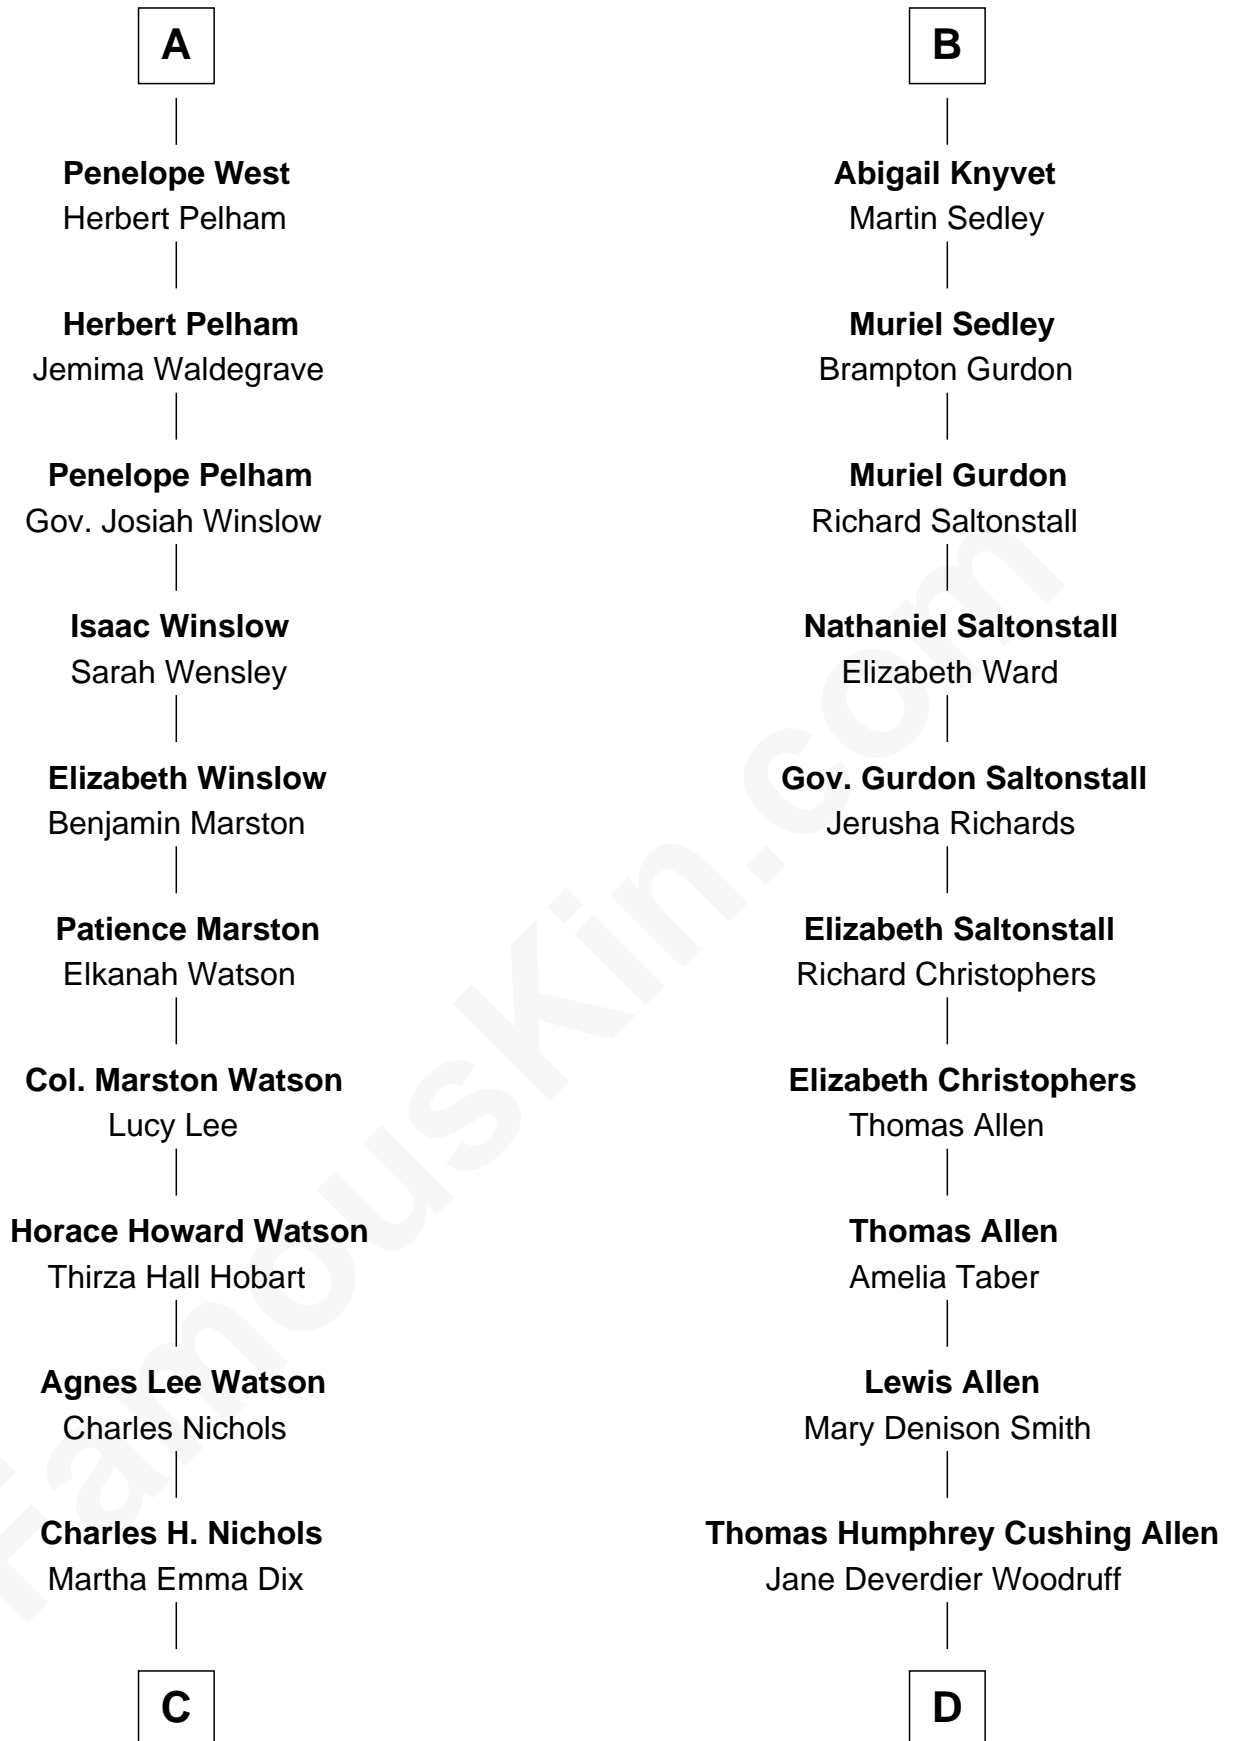 A
Penelope West
Herbert Pelham
Herbert Pelham
Jemima Waldegrave
Penelope Pelham
Gov. Josiah Winslow
Isaac Winslow
Sarah Wensley
Elizabeth Winslow
Benjamin Marston
Patience Marston
Elkanah Watson
Col. Marston Watson
Lucy Lee
Horace Howard Watson
Thirza Hall Hobart
Agnes Lee Watson
Charles Nichols
Charles H. Nichols
Martha Emma Dix
C
B
Abigail Knyvet
Martin Sedley
Muriel Sedley
Brampton Gurdon
Muriel Gurdon
Richard Saltonstall
Nathaniel Saltonstall
Elizabeth Ward
Gov. Gurdon Saltonstall
Jerusha Richards
Elizabeth Saltonstall
Richard Christophers
Elizabeth Christophers
Thomas Allen
Thomas Allen
Amelia Taber
Lewis Allen
Mary Denison Smith
Thomas Humphrey Cushing Allen
Jane Deverdier Woodruff
D
FamousKin.com